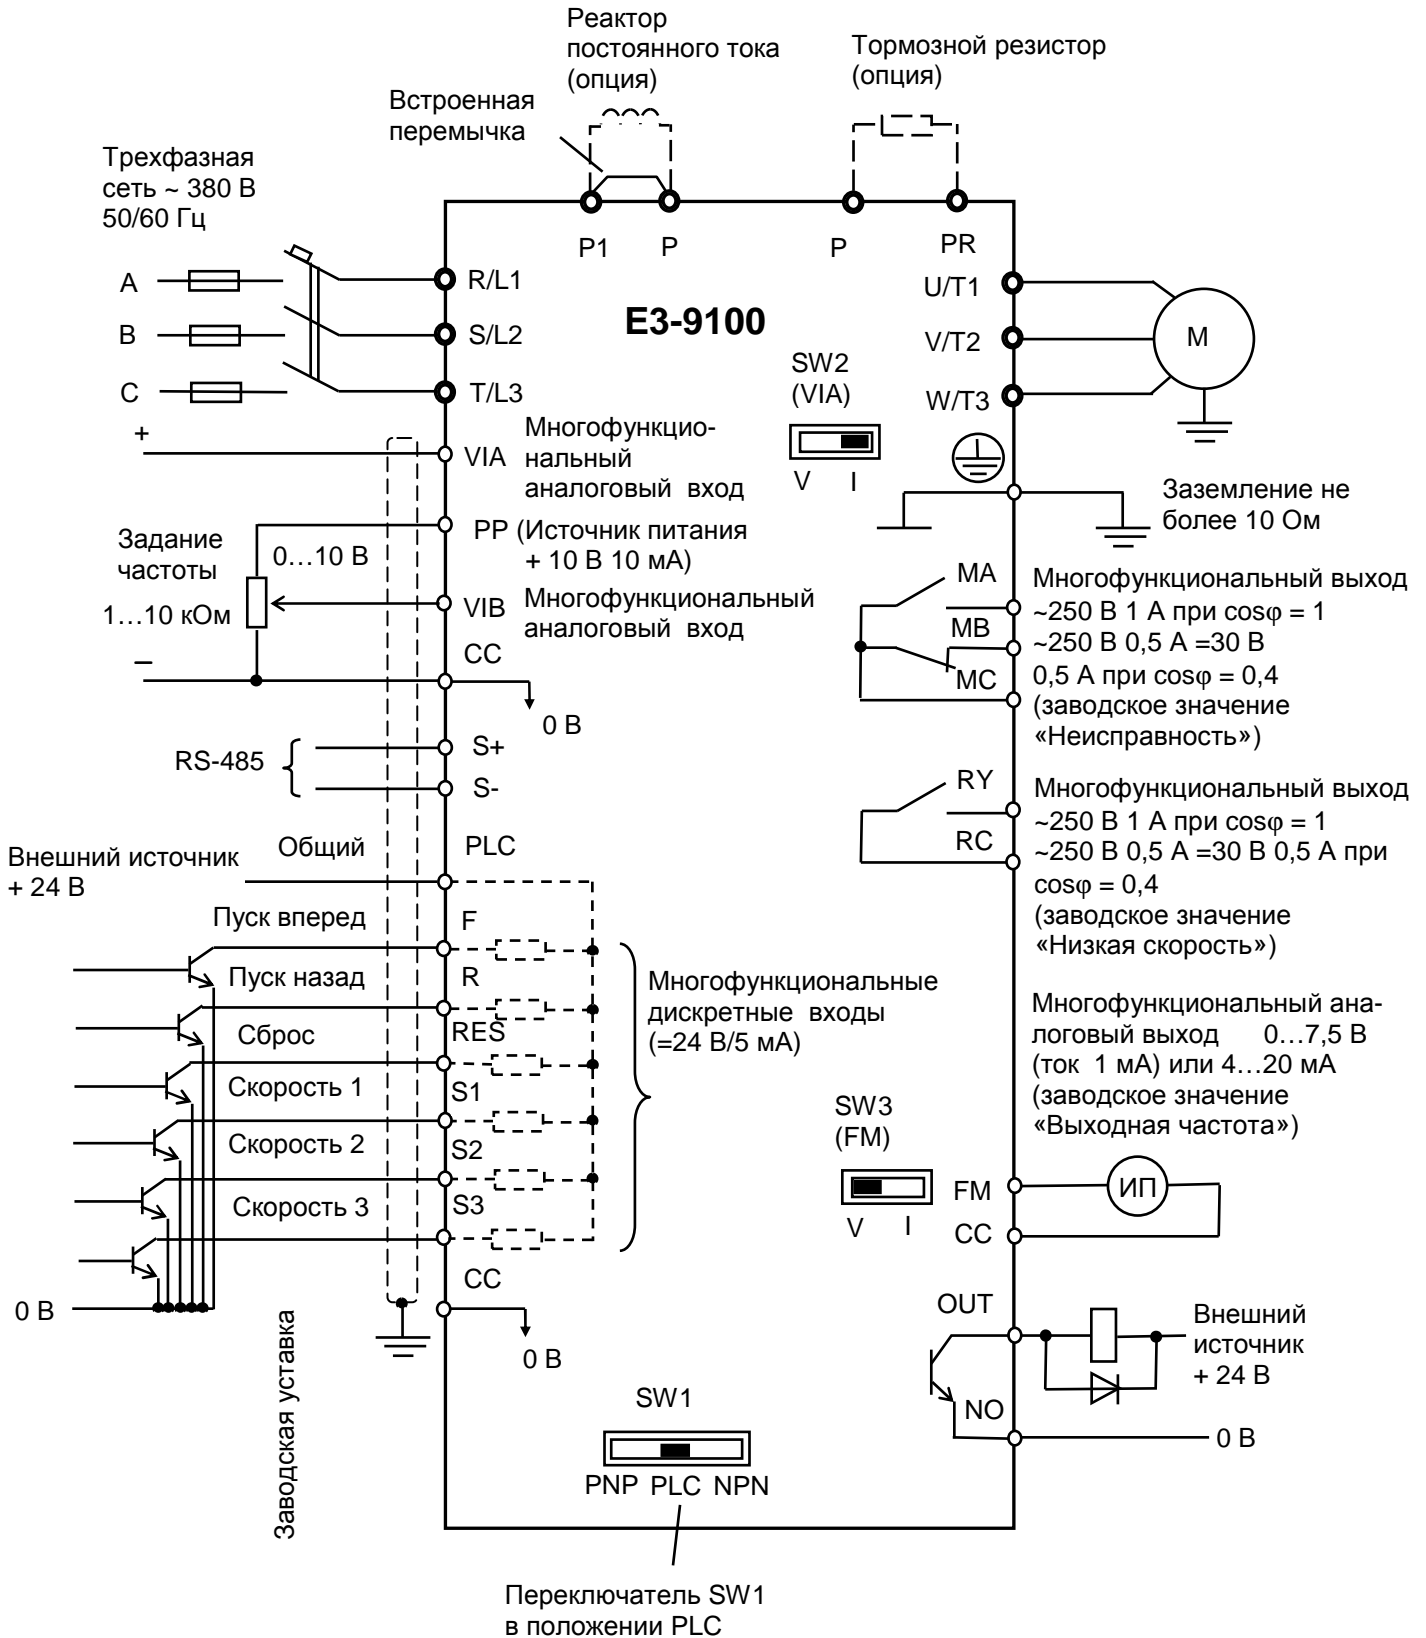 Реактор
постоянного тока
(опция)
Тормозной резистор
(опция)
Встроенная
перемычка
Трехфазная
сеть ~ 380 В
50/60 Гц
P1
P
P
PR
A
R/L1
U/T1
E3-9100
B
S/L2
V/T2
М
SW2
(VIA)
C
T/L3
W/T3
+
VIA
Многофункцио-
нальный
аналоговый вход
V
I
Заземление не
более 10 Ом
Задание
частоты
1…10 кОм
0…10 В
PP (Источник питания
+ 10 В 10 мА)
VIB
Многофункциональный
аналоговый вход
–
CC
0 В
MA
MB
MC
Многофункциональный выход
~250 В 1 А при cosφ = 1
~250 В 0,5 А =30 В
0,5 А при cosφ = 0,4
(заводское значение
«Неисправность»)
RS-485
S+
S-
RY
RC
Многофункциональный выход
~250 В 1 А при cosφ = 1
~250 В 0,5 А =30 В 0,5 А при
cosφ = 0,4
(заводское значение
«Низкая скорость»)
Общий
PLC
Внешний источник
+ 24 В
Пуск вперед
F
Пуск назад
R
Сброс
RES
Скорость 1
S1
Скорость 2
S2
Скорость 3
S3
CC
0 В
0 В
Многофункциональные
дискретные входы
(=24 В/5 мА)
Многофункциональный ана-
логовый выход 0…7,5 В
(ток 1 мА) или 4…20 мА
(заводское значение
«Выходная частота»)
SW3
(FM)
V
I
FM
CC
ИП
OUT
NO
Внешний
источник
+ 24 В
0 В
Заводская уставка
SW1
PNP PLC NPN
Переключатель SW1
в положении PLC